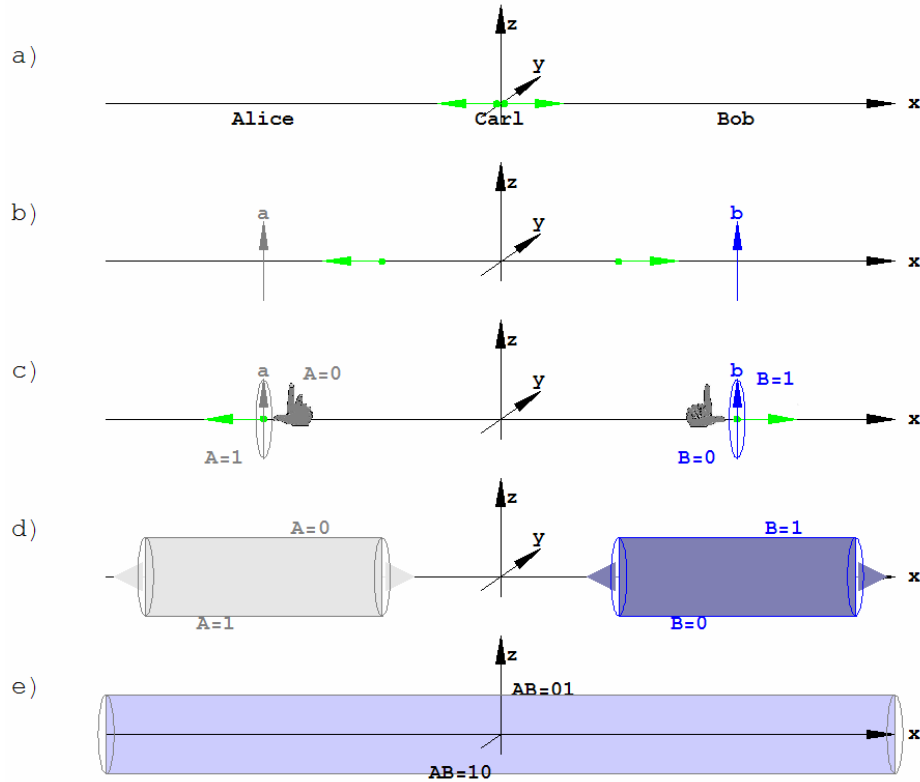 a)
z
y
x
Alice Carl Bob
b)
z
a y b
x
c)
z
a A=0 y b B=1
x
A=1 B=0
d)
z
A=0 y B=1
x
A=1 B=0
e)
z
AB=01
x
AB=10